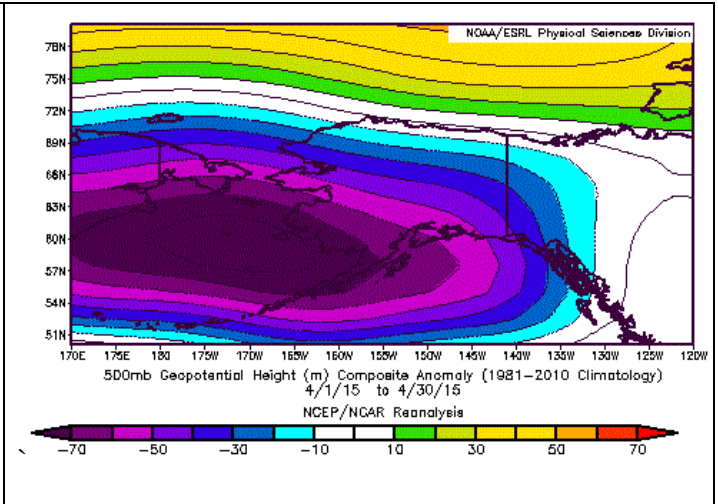 NOAA/ESRL Physical Sciences Division
78N
75N
72N
69N
66N
63N
60N
57N
54N
51N
170E 175E 180 175W 170W 165W 160W 155W 150W 145W 140W 135W 130W 125W 120W
500mb Geopotential Height (m) Composite Anomaly (1981-2010 Climatology)
4/1/15 to 4/30/15
NCEP/NCAR Reanalysis
-70 -50 -30 -10 10 30 50 70